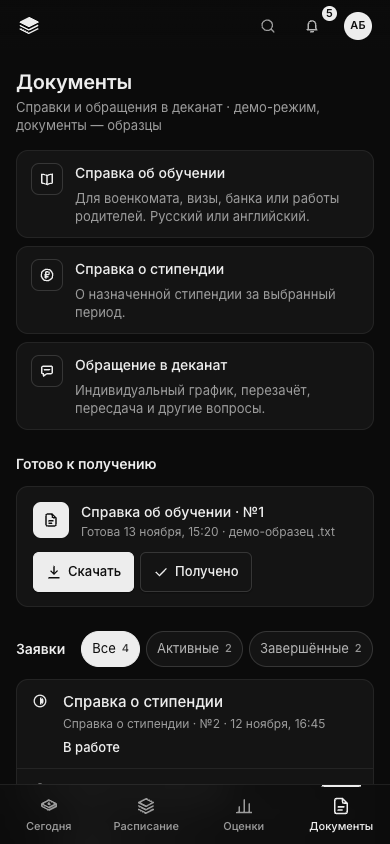 5
АБ
Документы
Справки и обращения в деканат · демо-режим,
документы — образцы
Справка об обучении
Для военкомата, визы, банка или работы
родителей. Русский или английский.
Справка о стипендии
О назначенной стипендии за выбранный
период.
Обращение в деканат
Индивидуальный график, перезачёт,
пересдача и другие вопросы.
Готово к получению
Справка об обучении · №1
Готова 13 ноября, 15:20 · демо-образец .txt
Скачать
Получено
Заявки
Все 4
Активные 2
Завершённые 2
Справка о стипендии
Справка о стипендии · №2 · 12 ноября, 16:45
В работе
Сегодня
Расписание
Оценки
Документы